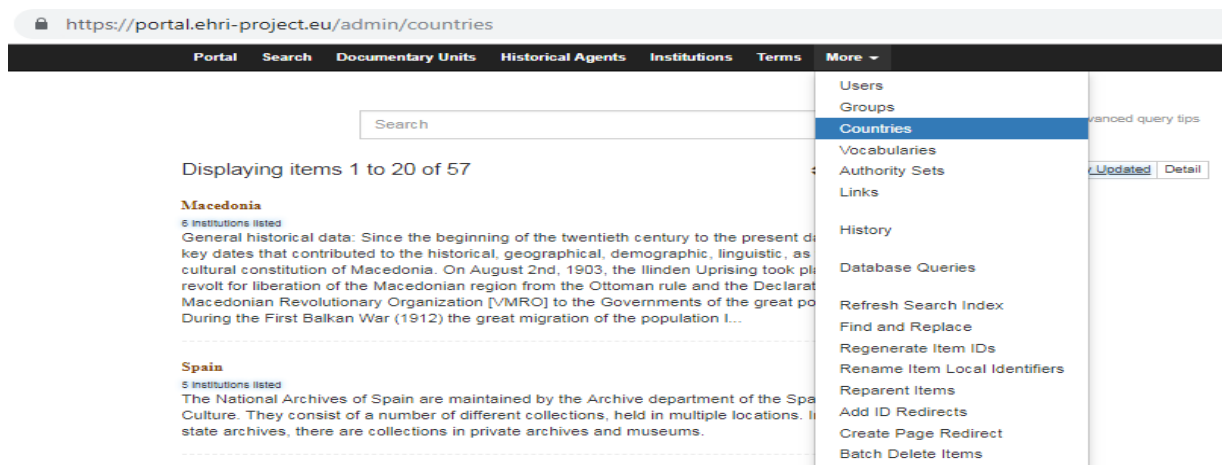 https://portal.ehri-project.eu/admin/countries
Portal Search Documentary Units Historical Agents Institutions Terms More
Users
Groups
Countries
Vocabularies
Authority Sets
Links
History
Database Queries
Refresh Search Index
Find and Replace
Regenerate Item IDs
Rename Item Local Identifiers
Reparent Items
Add ID Redirects
Create Page Redirect
Batch Delete Items
Search
query tips
Displaying items 1 to 20 of 57
Updated Detail
Macedonia
6 institutions listed
General historical data: Since the beginning of the twentieth century to the present
key dates that contributed to the historical, geographical, demographic, linguistic, as
cultural constitution of Macedonia. On August 2nd, 1903, the Ilinden Uprising took
revolt for liberation of the Macedonian region from the Ottoman rule and the
Macedonian Revolutionary Organization [VMRO] to the Governments of the great
During the First Balkan War (1912) the great migration of the population I...
Spain
5 institutions listed
The National Archives of Spain are maintained by the Archive department of the
Culture. They consist of a number of different collections, held in multiple locations.
state archives, there are collections in private archives and museums.